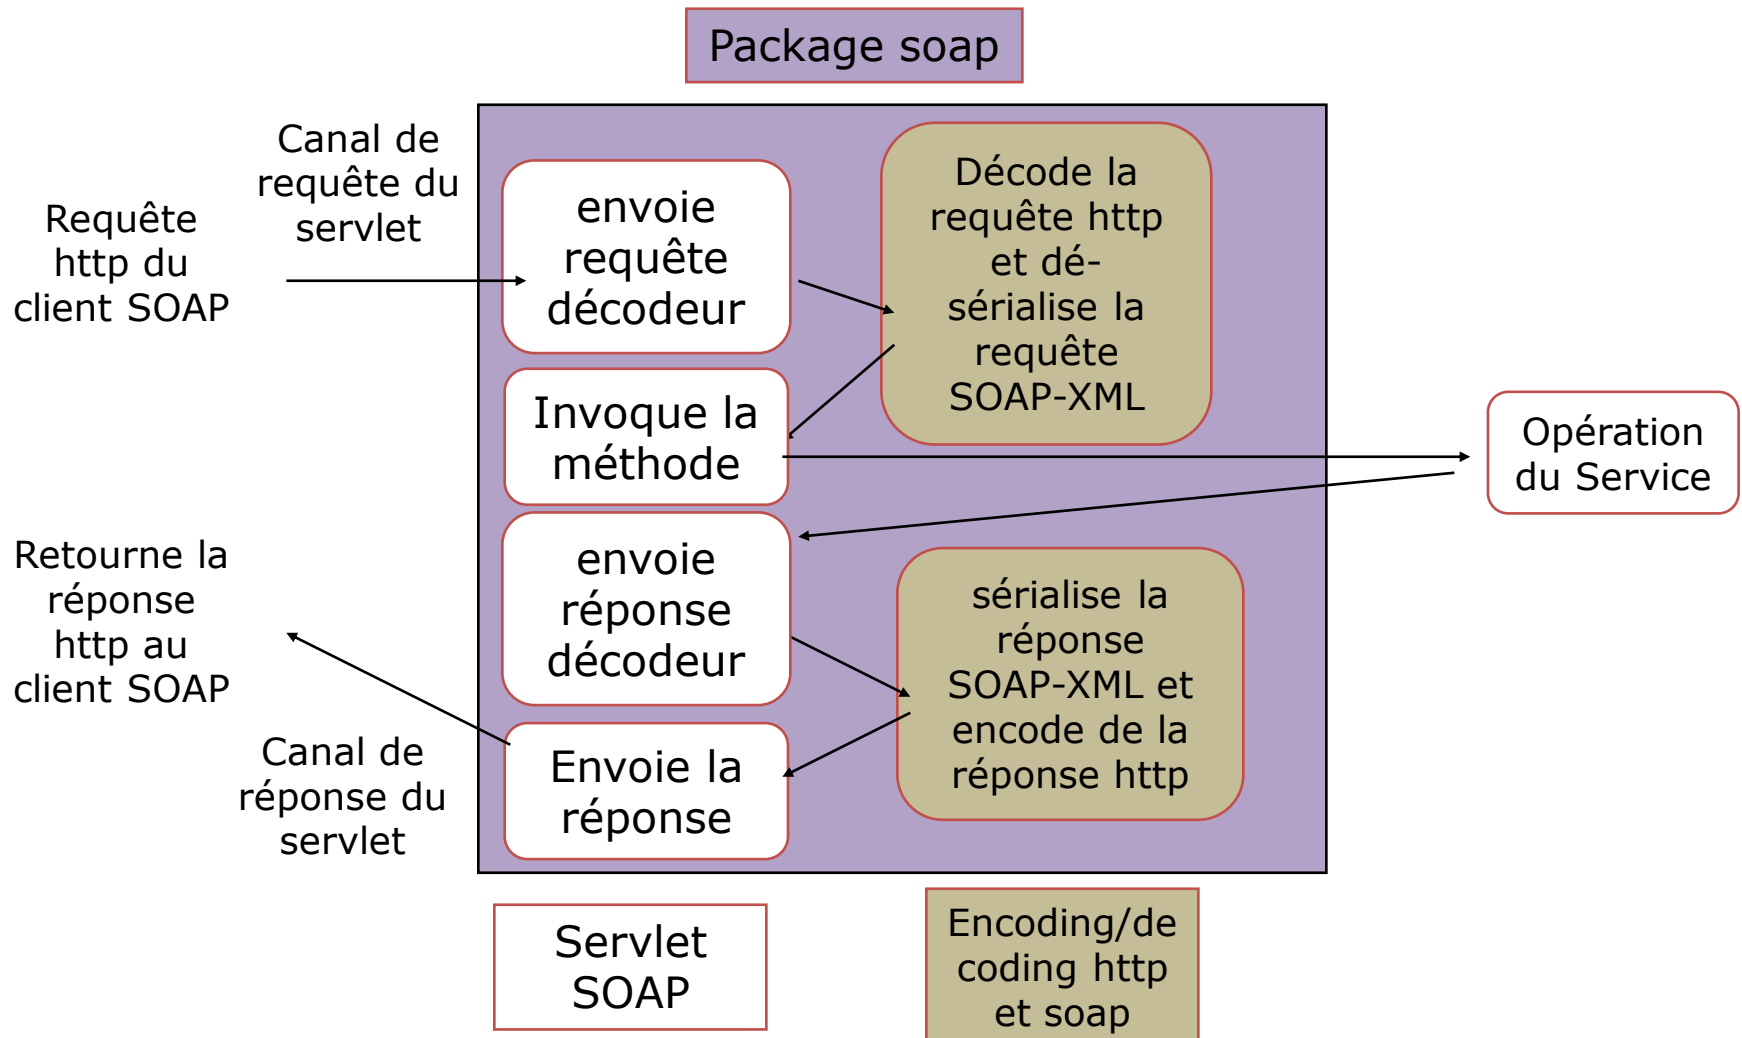 Package soap
Canal de
requête du
servlet
Requête
http du
client SOAP
envoie
requête
décodeur
Décode la
requête http
et dé-
sérialise la
requête
SOAP-XML
Invoque la
méthode
Opération
du Service
envoie
réponse
décodeur
sérialise la
réponse
SOAP-XML et
encode de la
réponse http
Retourne la
réponse
http au
client SOAP
Canal de
réponse du
servlet
Envoie la
réponse
Servlet
SOAP
Encoding/de
coding http
et soap